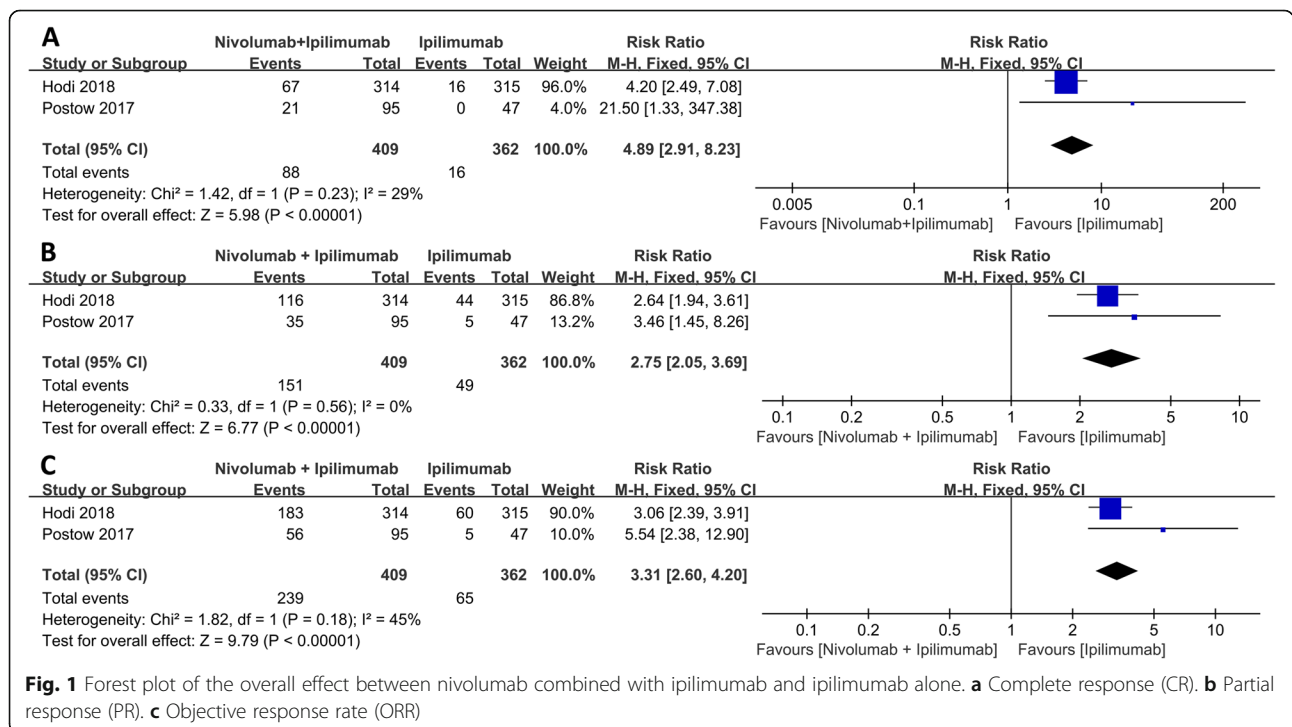 A
Nivolumab+Ipilimumab Ipilimumab Risk Ratio Risk Ratio
Study or Subgroup Events Total Events Total Weight M-H, Fixed, 95% CI M-H, Fixed, 95% CI
Hodi 2018 67 314 16 315 96.0% 4.20 [2.49, 7.08]
Postow 2017 21 95 0 47 4.0% 21.50 [1.33, 347.38]
Total (95% CI) 409 362 100.0% 4.89 [2.91, 8.23]
Total events 88 16
Heterogeneity: Chi² = 1.42, df = 1 (P = 0.23); I² = 29%
Test for overall effect: Z = 5.98 (P < 0.00001)
0.005 0.1 1 10 200
Favours [Nivolumab+Ipilimumab] Favours [Ipilimumab]
B
Nivolumab + Ipilimumab Ipilimumab Risk Ratio Risk Ratio
Study or Subgroup Events Total Events Total Weight M-H, Fixed, 95% CI M-H, Fixed, 95% CI
Hodi 2018 116 314 44 315 86.8% 2.64 [1.94, 3.61]
Postow 2017 35 95 5 47 13.2% 3.46 [1.45, 8.26]
Total (95% CI) 409 362 100.0% 2.75 [2.05, 3.69]
Total events 151 49
Heterogeneity: Chi² = 0.33, df = 1 (P = 0.56); I² = 0%
Test for overall effect: Z = 6.77 (P < 0.00001)
0.1 0.2 0.5 1 2 5 10
Favours [Nivolumab + Ipilimumab] Favours [Ipilimumab]
C
Nivolumab + Ipilimumab Ipilimumab Risk Ratio Risk Ratio
Study or Subgroup Events Total Events Total Weight M-H, Fixed, 95% CI M-H, Fixed, 95% CI
Hodi 2018 183 314 60 315 90.0% 3.06 [2.39, 3.91]
Postow 2017 56 95 5 47 10.0% 5.54 [2.38, 12.90]
Total (95% CI) 409 362 100.0% 3.31 [2.60, 4.20]
Total events 239 65
Heterogeneity: Chi² = 1.82, df = 1 (P = 0.18); I² = 45%
Test for overall effect: Z = 9.79 (P < 0.00001)
0.1 0.2 0.5 1 2 5 10
Favours [Nivolumab + Ipilimumab] Favours [Ipilimumab]
Fig. 1 Forest plot of the overall effect between nivolumab combined with ipilimumab and ipilimumab alone. a Complete response (CR). b Partial
response (PR). c Objective response rate (ORR)